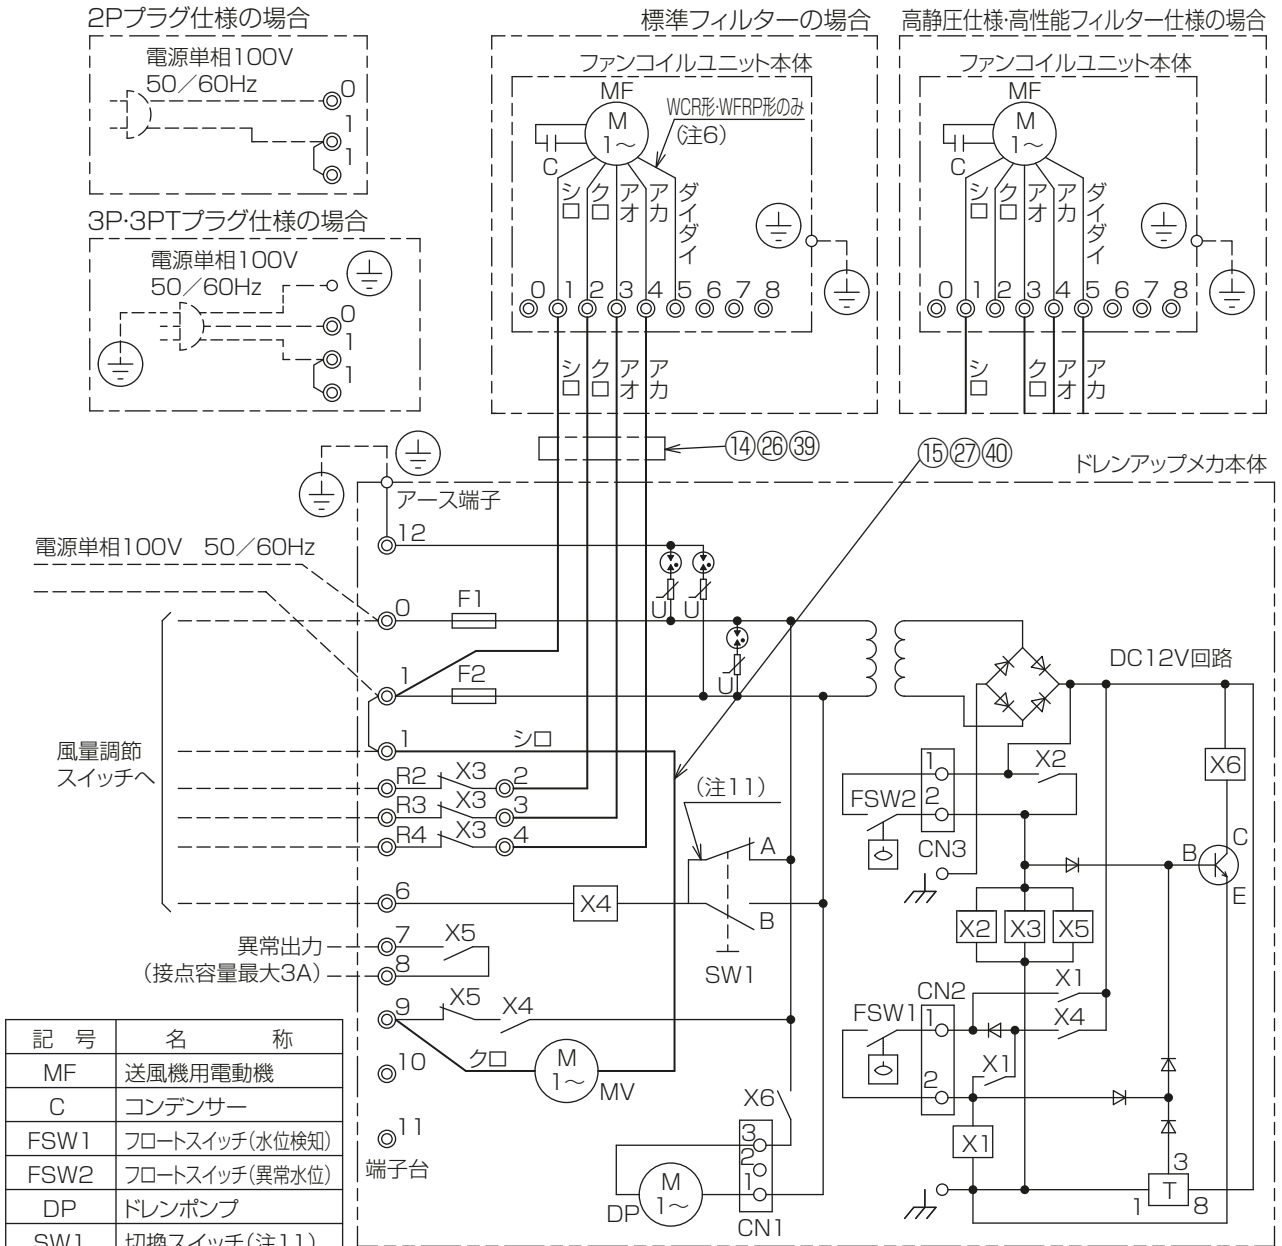 2Pプラグ仕様の場合
電源単相100V
50／60Hz
0
1
1
3P・3PTプラグ仕様の場合
電源単相100V
50／60Hz
0
1
1
標準フィルターの場合
ファンコイルユニット本体
MF
M
1〜
C
WCR形・WFRP形のみ
(注6)
シロ
クロ
アオ
アカ
ダイダイ
0 1 2 3 4 5 6 7 8
シロ
クロ
アオ
アカ
高静圧仕様・高性能フィルター仕様の場合
ファンコイルユニット本体
MF
M
1〜
C
シロ
クロ
アオ
アカ
ダイダイ
0 1 2 3 4 5 6 7 8
シロ
クロ
アオ
アカ
⑭㉖㊴
⑮㉗㊵
ドレンアップメカ本体
アース端子
12
電源単相100V 50／60Hz
0
F1
U U
U
1
F2
DC12V回路
1
シロ
風量調節
スイッチへ
R2 X3 2
R3 X3 3
R4 X3 4
(注11)
A
B
SW1
6
X4
異常出力
(接点容量最大3A)
7
X5
8
9
X5 X4
クロ
M
1〜
MV
10
11
端子台
X6
3
2
1
CN1
M
1〜
DP
1
2
FSW2
CN3
X2
X6
B
C
E
X2 X3 X5
CN2
FSW1
1
2
X1
X4
X1
X1
3
T
1
8
記号 名称
MF 送風機用電動機
C コンデンサー
FSW1 フロートスイッチ(水位検知)
FSW2 フロートスイッチ(異常水位)
DP ドレンポンプ
SW1 切換スイッチ(注11)